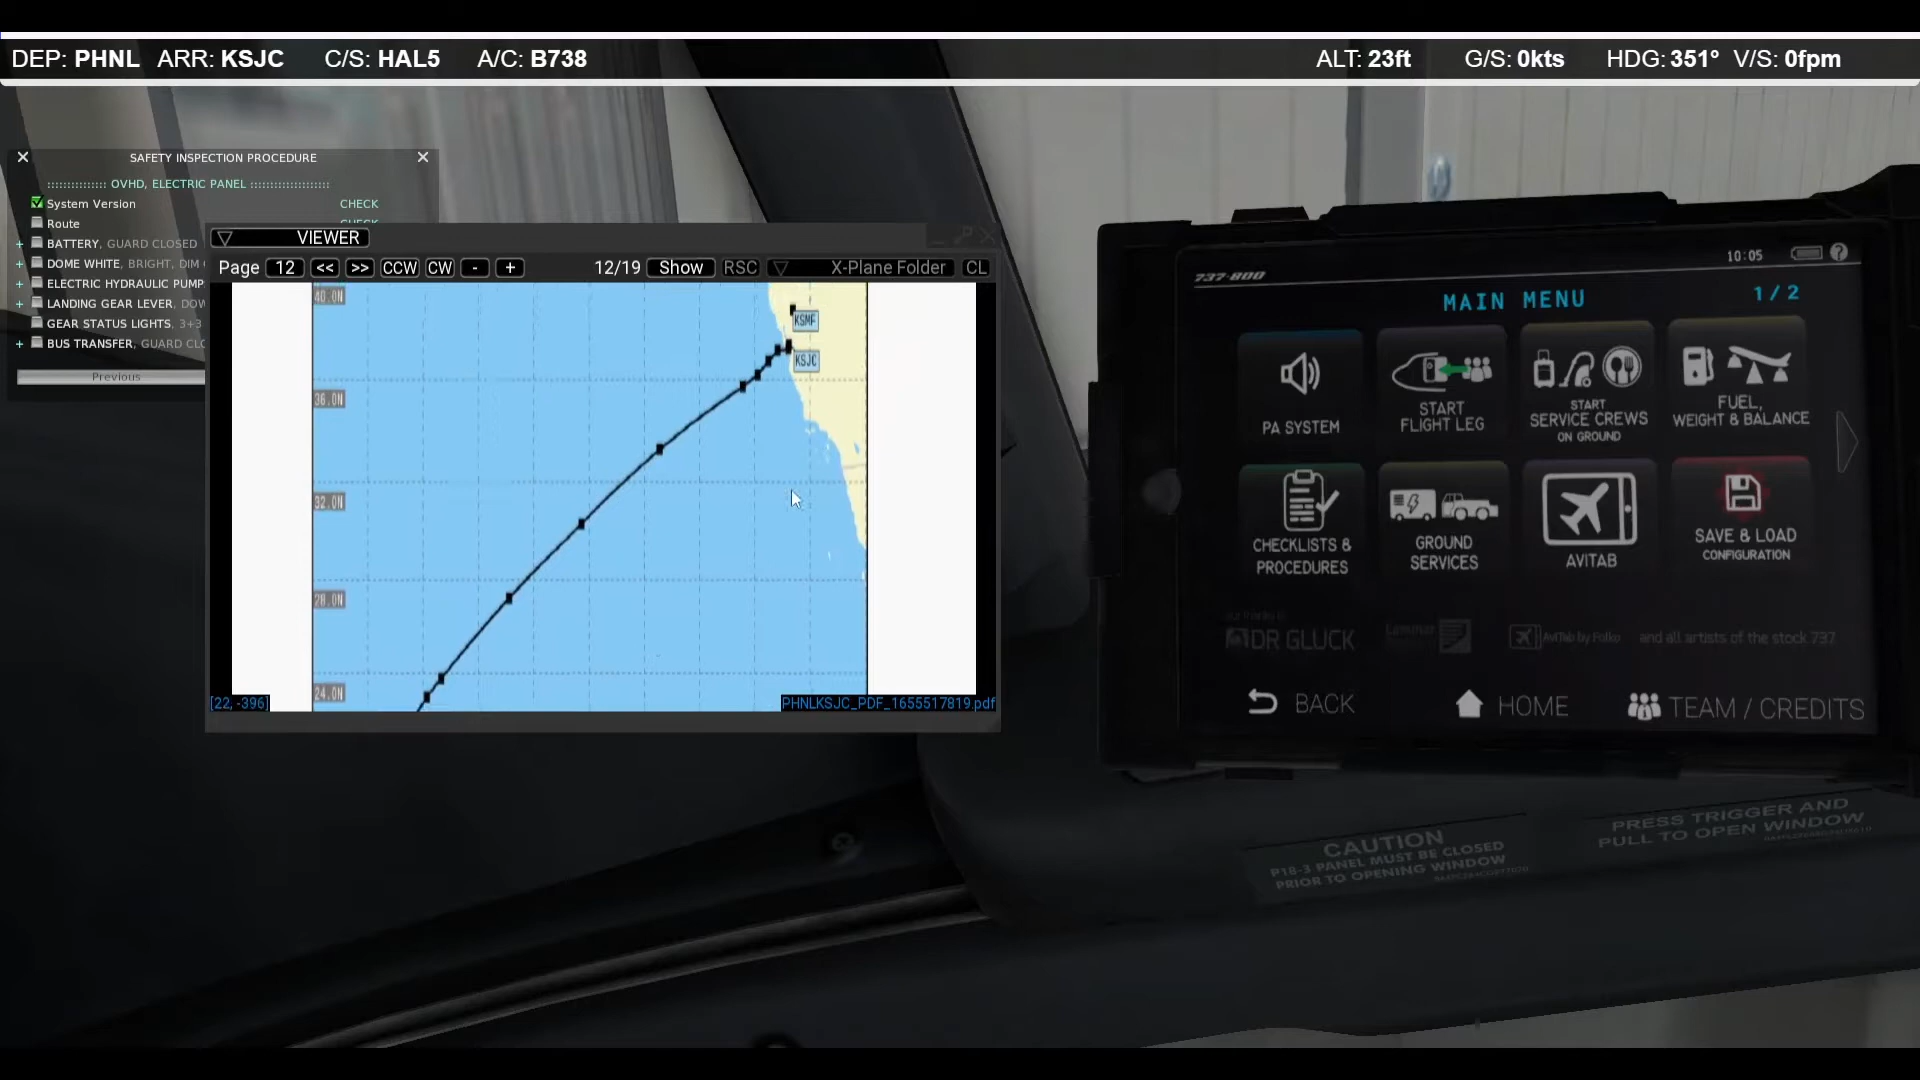 DEP: PHNL ARR: KSJC C/S: HAL5 A/C: B738 ALT: 23ft G/S: 0kts HDG: 351° V/S: 0fpm
SAFETY INSPECTION PROCEDURE
:::::::::::::: OVHD, ELECTRIC PANEL ::::::::::::::::::
System Version CHECK
Route CHECK
+ BATTERY, GUARD CLOSED
+ DOME WHITE, BRIGHT, DIM
+ ELECTRIC HYDRAULIC PUMP
+ LANDING GEAR LEVER,
GEAR STATUS LIGHTS, 3+3
+ BUS TRANSFER, GUARD
Previous
VIEWER
Page 12 << >> CCW CW - + 12/19 Show RSC X-Plane Folder CL
40.0N
KSMF
KSJC
36.0N
32.0N
28.0N
24.0N
[22, -396] PHNLKSJC_PDF_1655517819.pdf
737-800 10:05 ?
MAIN MENU 1/2
PA SYSTEM
START
FLIGHT LEG
START
SERVICE CREWS
ON GROUND
FUEL,
WEIGHT & BALANCE
CHECKLISTS &
PROCEDURES
GROUND
SERVICES
AVITAB
SAVE & LOAD
CONFIGURATION
DR GLUCK
AviTab by Folko
and all artists of the stock 737.
BACK HOME TEAM / CREDITS
CAUTION
P18-3 PANEL MUST BE CLOSED
PRIOR TO OPENING WINDOW
PRESS TRIGGER AND
PULL TO OPEN WINDOW